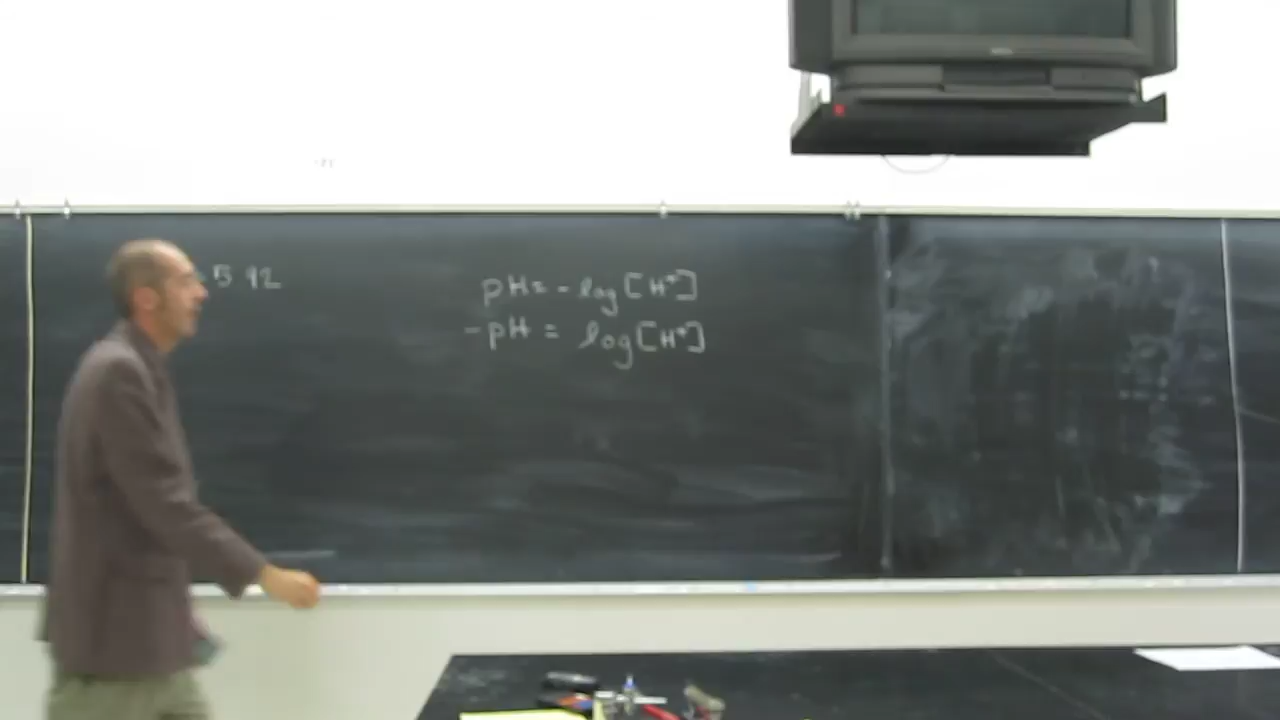 5.92
pH = -log[H⁺]
-pH = log[H⁺]